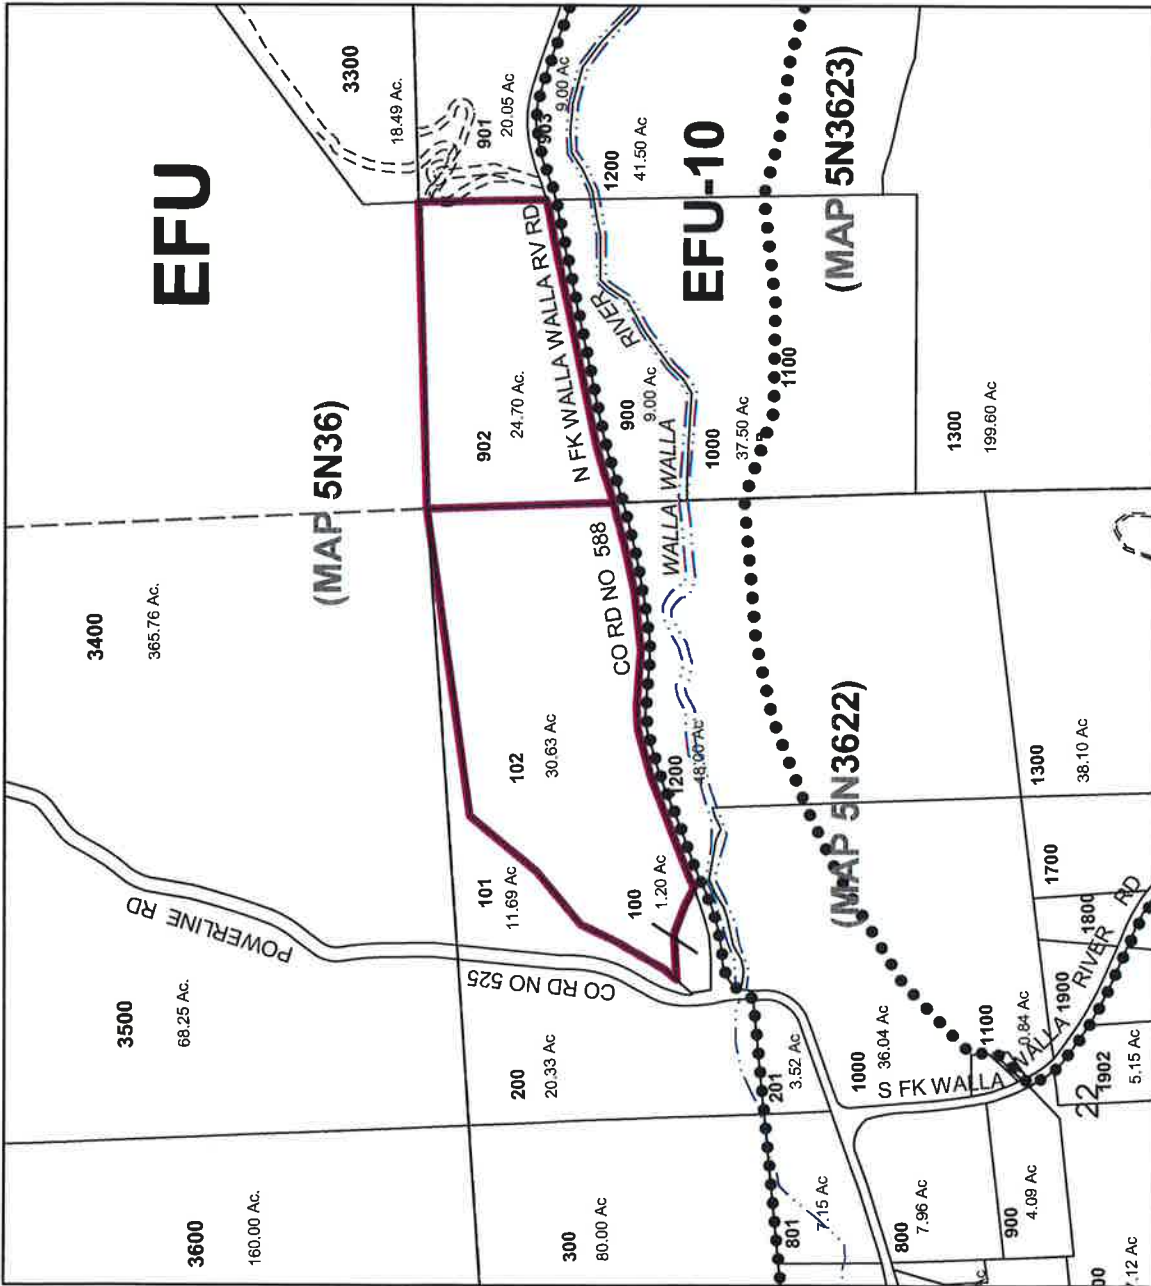 3600
160.00 Ac.
3500
68.25 Ac.
POWERLINE RD
3400
365.76 Ac.
(MAP 5N36)
EFU
3300
18.49 Ac.
300
80.00 Ac
200
20.33 Ac
CO RD NO 525
101
11.69 Ac
102
30.63 Ac
902
24.70 Ac.
901
20.05 Ac
100
1.20 Ac
CO RD NO 588
N FK WALLA WALLA RV RD
903
9.00 Ac
801
7.15 Ac
201
3.52 Ac
1200
48.90 Ac
WALLA WALLA
RIVER
900
9.00 Ac
1200
41.50 Ac
EFU-10
1000
37.50 Ac
1100
(MAP 5N3623)
(MAP 5N3622)
800
7.96 Ac
1000
36.04 Ac
S FK WALLA WALLA RIVER RD
1100
0.84 Ac
1300
199.60 Ac
900
4.09 Ac
22
1902
5.15 Ac
1900
1800
1700
1300
38.10 Ac
00
.12 Ac